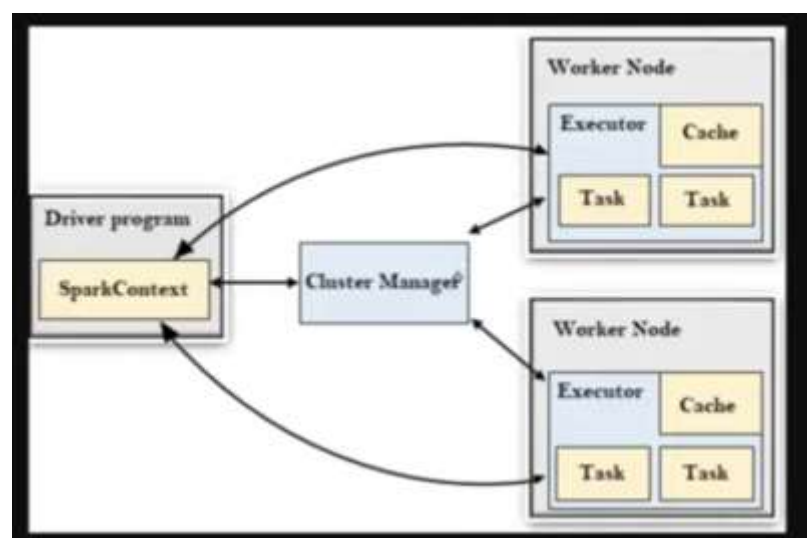 Worker Node
Executor
Cache
Task
Task
Driver program
SparkContext
Cluster Manager
Worker Node
Executor
Cache
Task
Task